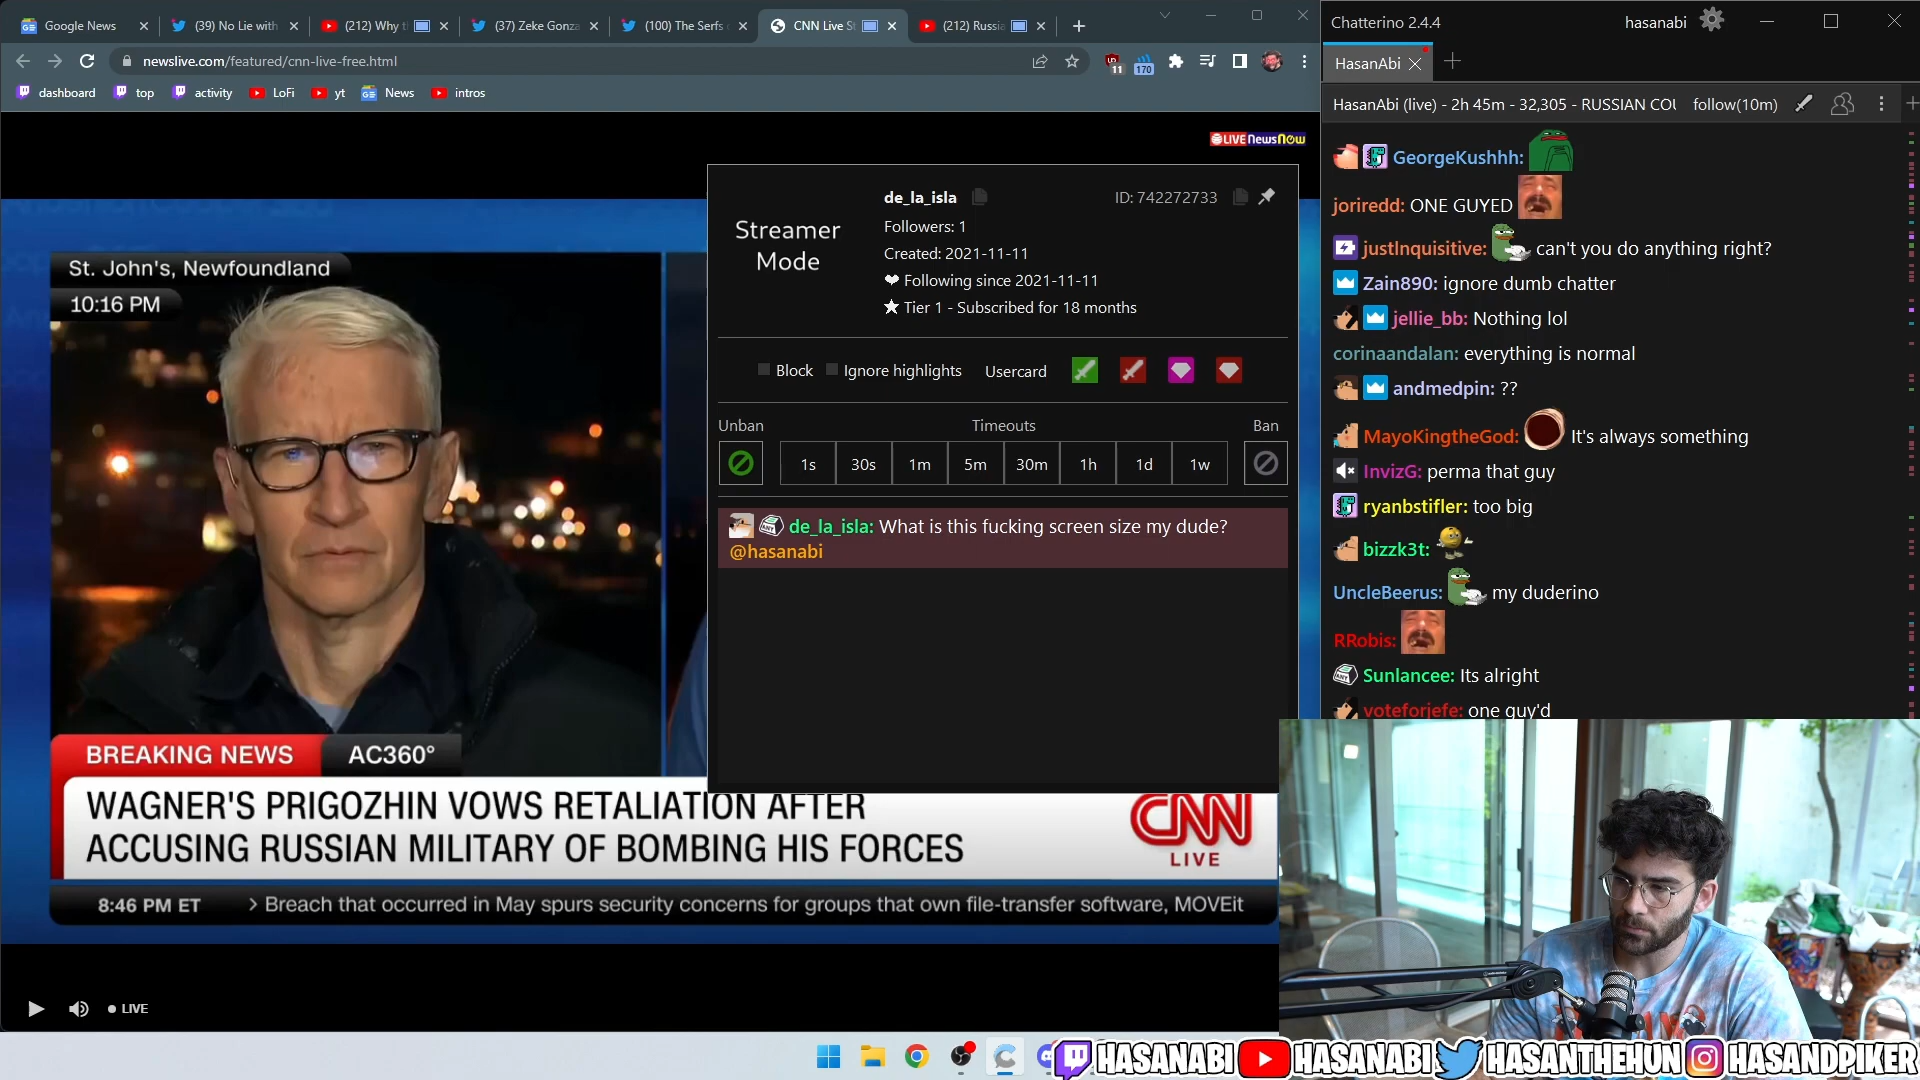 Google News
(39) No Lie with
(212) Why t
(37) Zeke Gonza
(100) The Serfs
CNN Live S
(212) Russia
newslive.com/featured/cnn-live-free.html
11
170
dashboard
top
activity
LoFi
yt
News
intros
LIVE News NOW
St. John's, Newfoundland
10:16 PM
BREAKING NEWS
AC360°
WAGNER'S PRIGOZHIN VOWS RETALIATION AFTER
ACCUSING RUSSIAN MILITARY OF BOMBING HIS FORCES
CNN
LIVE
8:46 PM ET
> Breach that occurred in May spurs security concerns for groups that own file-transfer software, MOVEit
LIVE
Streamer
Mode
de_la_isla
ID: 742272733
Followers: 1
Created: 2021-11-11
❤ Following since 2021-11-11
★ Tier 1 - Subscribed for 18 months
Block
Ignore highlights
Usercard
Unban
Timeouts
Ban
1s
30s
1m
5m
30m
1h
1d
1w
de_la_isla: What is this fucking screen size my dude?
@hasanabi
Chatterino 2.4.4
hasanabi
HasanAbi
HasanAbi (live) - 2h 45m - 32,305 - RUSSIAN COU
follow(10m)
GeorgeKushhh:
joriredd: ONE GUYED
justInquisitive: can't you do anything right?
Zain890: ignore dumb chatter
jellie_bb: Nothing lol
corinaandalan: everything is normal
andmedpin: ??
MayoKingtheGod: It's always something
InvizG: perma that guy
ryanbstifler: too big
bizzk3t:
UncleBeerus: my duderino
RRobis:
Sunlancee: Its alright
voteforjefe: one guy'd
HASANABI
HASANABI
HASANTHEHUN
HASANDPIKER